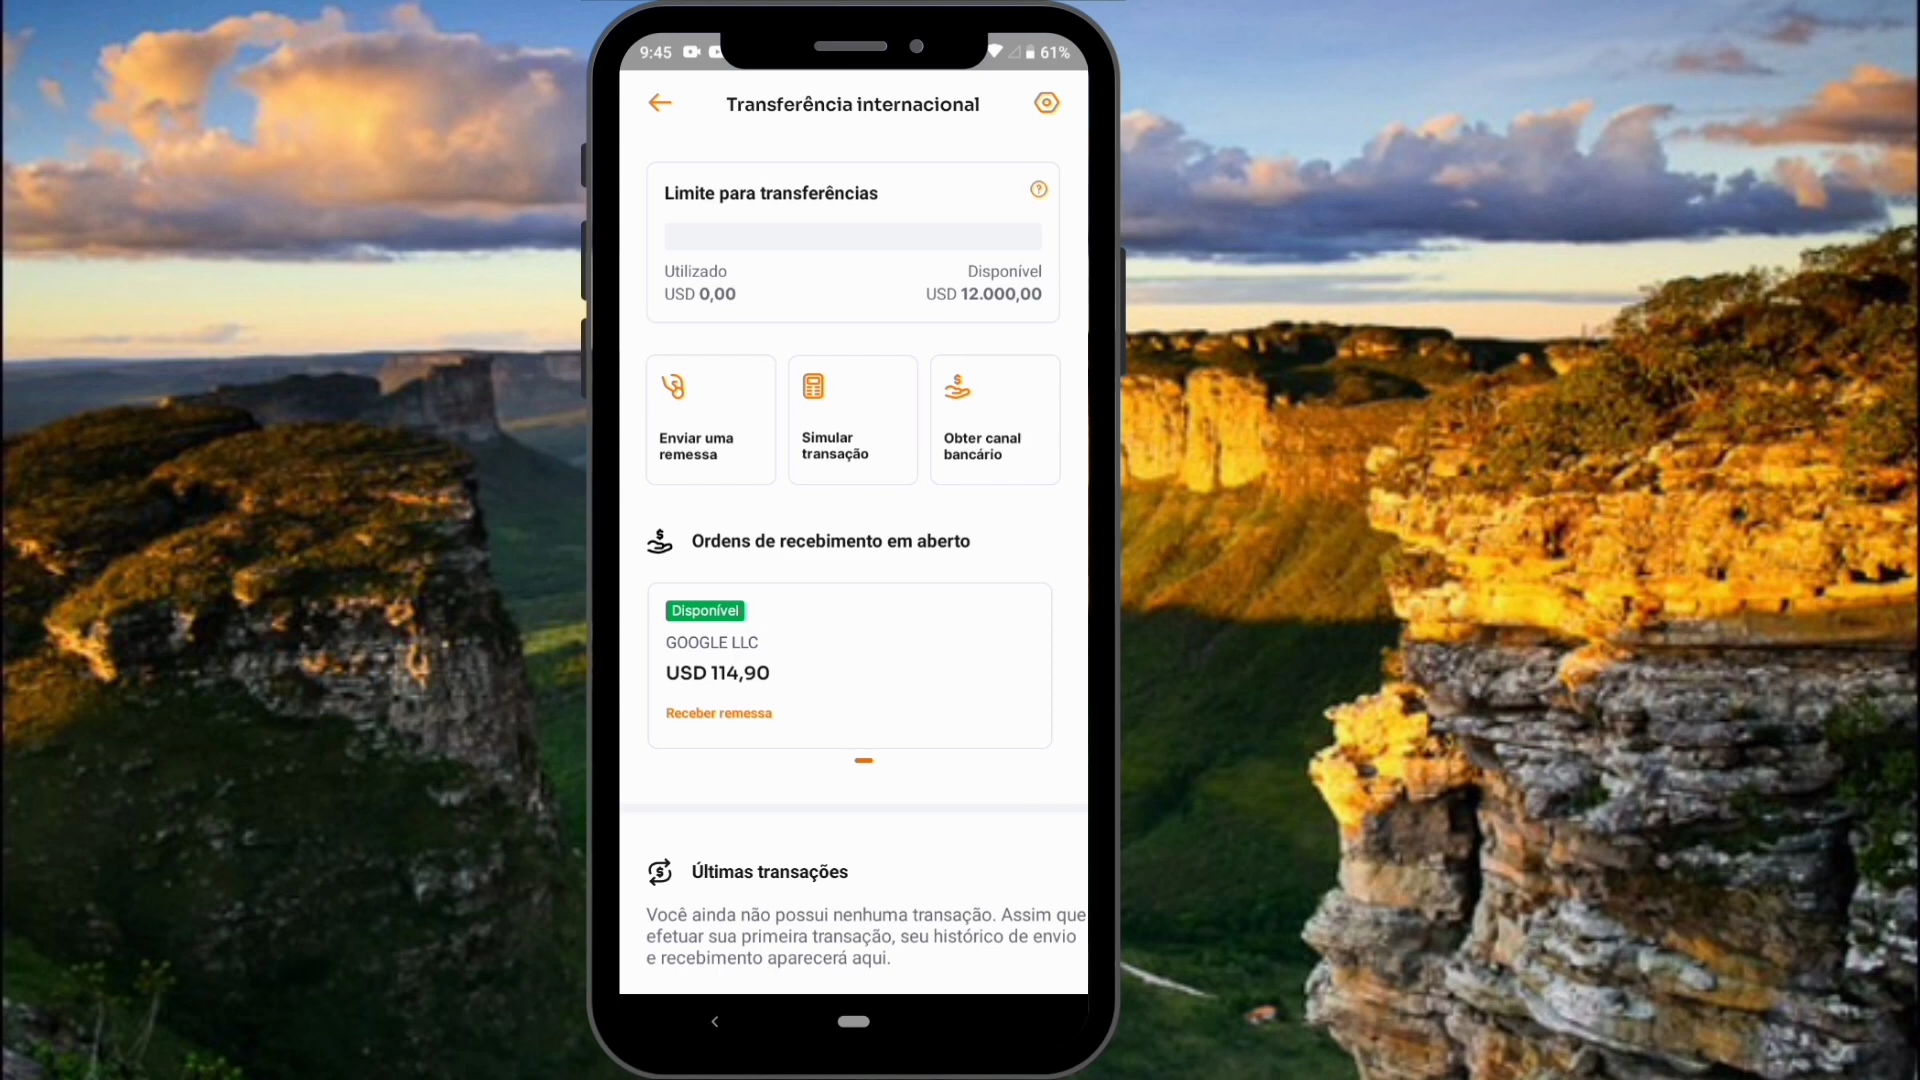 9:45
61%
Transferência internacional
Limite para transferências
Utilizado
Disponível
USD 0,00
USD 12.000,00
Enviar uma
remessa
Simular
transação
Obter canal
bancário
Ordens de recebimento em aberto
Disponível
GOOGLE LLC
USD 114,90
Receber remessa
Últimas transações
Você ainda não possui nenhuma transação. Assim que
efetuar sua primeira transação, seu histórico de envio
e recebimento aparecerá aqui.